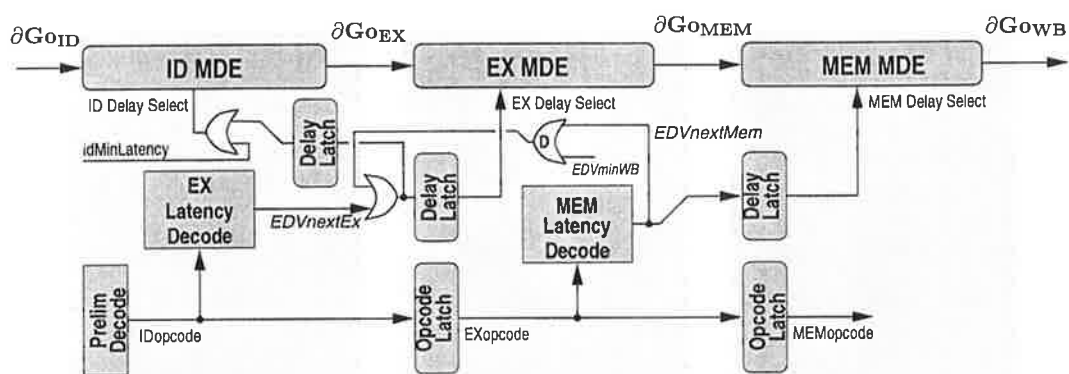 ∂Go_ID
∂Go_EX
∂Go_MEM
∂Go_WB
ID MDE
EX MDE
MEM MDE
ID Delay Select
EX Delay Select
MEM Delay Select
idMinLatency
Delay
Latch
D
EDVnextMem
EDVminWB
EX
Latency
Decode
EDVnextEx
Delay
Latch
MEM
Latency
Decode
Delay
Latch
Prelim
Decode
IDopcode
Opcode
Latch
EXopcode
Opcode
Latch
MEMopcode